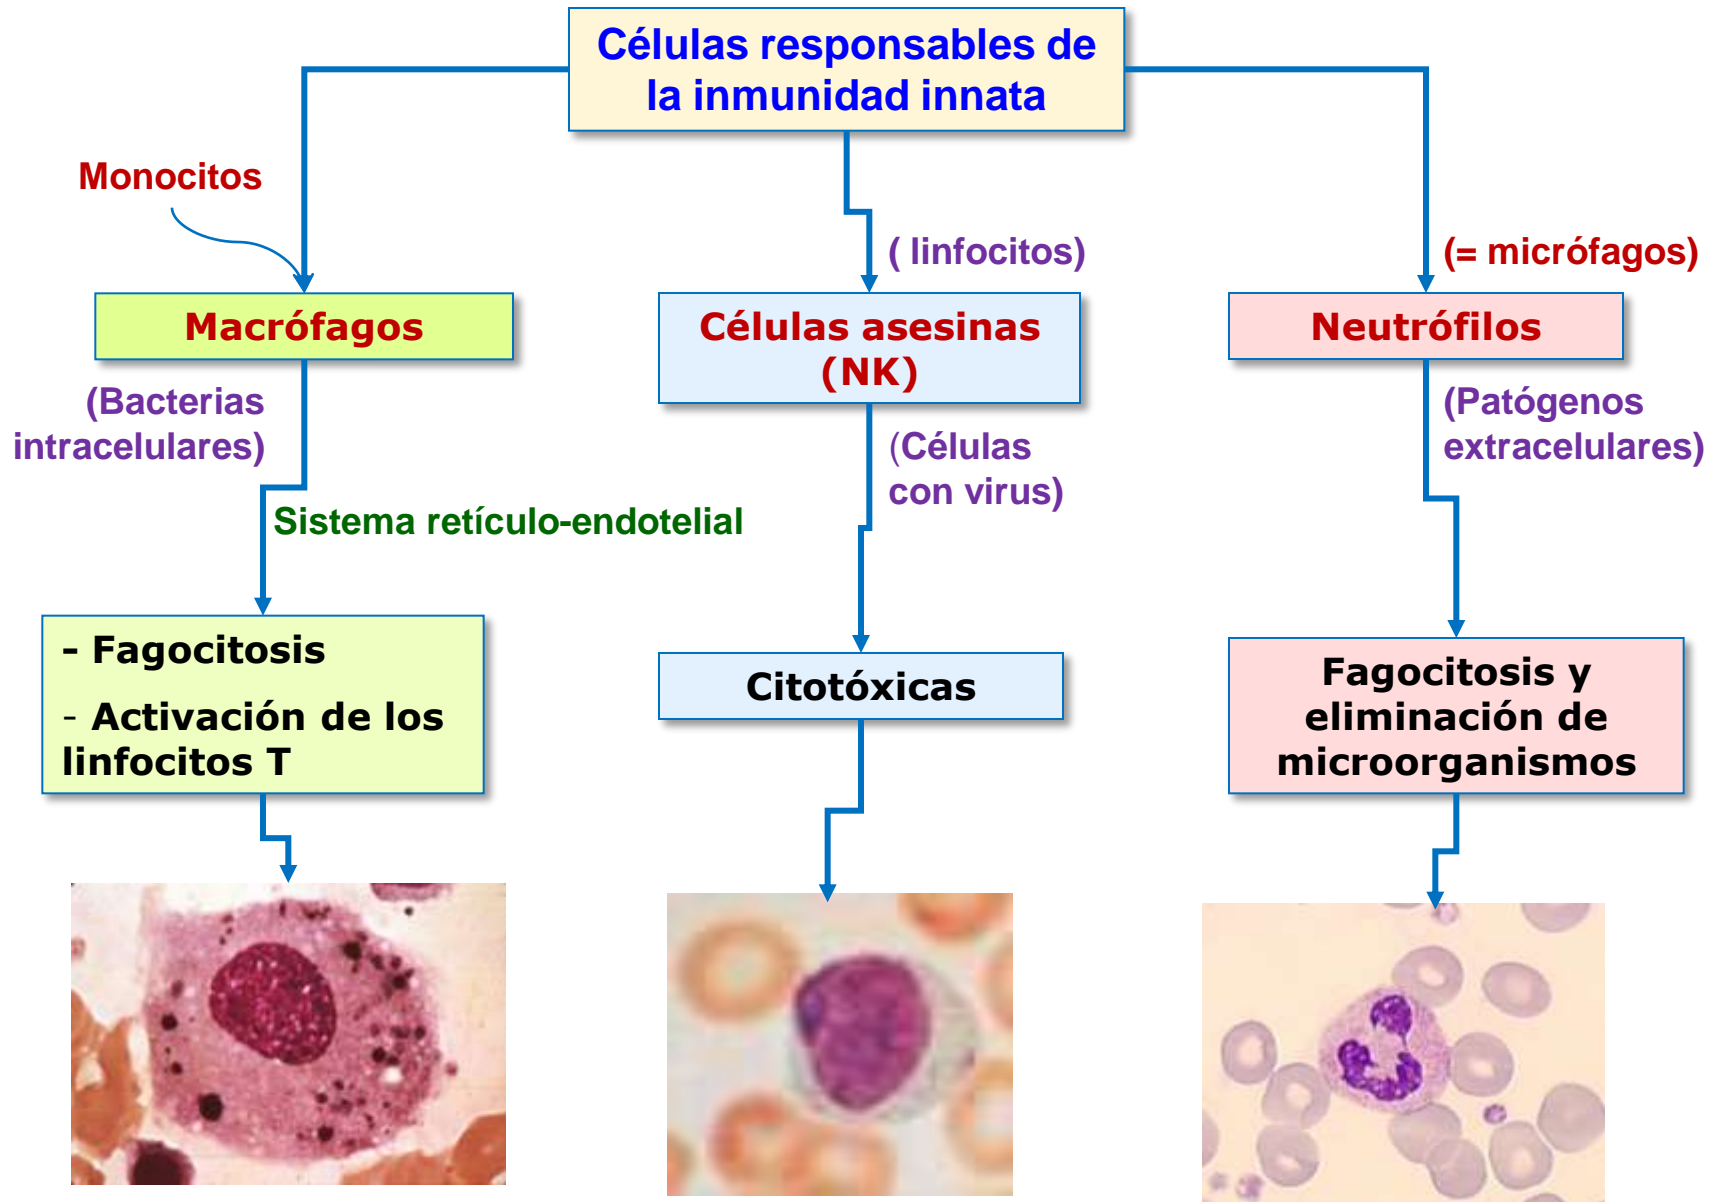 Células responsables de
la inmunidad innata
Monocitos
( linfocitos)
(= micrófagos)
Macrófagos
Células asesinas
(NK)
Neutrófilos
(Bacterias
intracelulares)
(Células
con virus)
(Patógenos
extracelulares)
Sistema retículo-endotelial
- Fagocitosis
- Activación de los
linfocitos T
Citotóxicas
Fagocitosis y
eliminación de
microorganismos